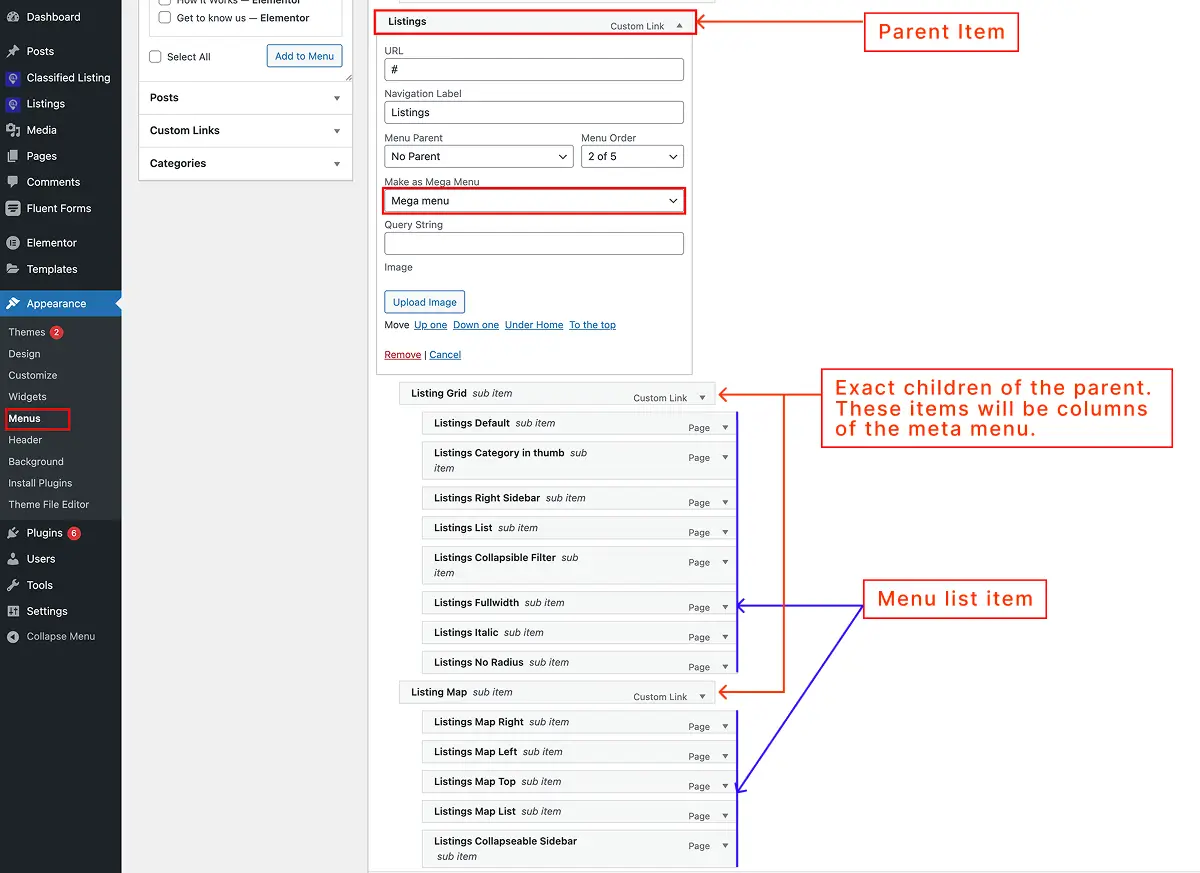 Dashboard
Posts
Classified Listing
Listings
Media
Pages
Comments
Fluent Forms
Elementor
Templates
Appearance
Themes 2
Design
Customize
Widgets
Menus
Header
Background
Install Plugins
Theme File Editor
Plugins 6
Users
Tools
Settings
Collapse Menu
How it Works — Elementor
Get to know us — Elementor
Select All
Add to Menu
Posts
Custom Links
Categories
Listings Custom Link
URL
#
Navigation Label
Listings
Menu Parent Menu Order
No Parent 2 of 5
Make as Mega Menu
Mega menu
Query String
Image
Upload Image
Move Up one Down one Under Home To the top
Remove | Cancel
Listing Grid sub item Custom Link
Listings Default sub item Page
Listings Category in thumb sub Page
item
Listings Right Sidebar sub item Page
Listings List sub item Page
Listings Collapsible Filter sub Page
item
Listings Fullwidth sub item Page
Listings Italic sub item Page
Listings No Radius sub item Page
Listing Map sub item Custom Link
Listings Map Right sub item Page
Listings Map Left sub item Page
Listings Map Top sub item Page
Listings Map List sub item Page
Listings Collapseable Sidebar Page
sub item
Parent Item
Exact children of the parent.
These items will be columns
of the meta menu.
Menu list item